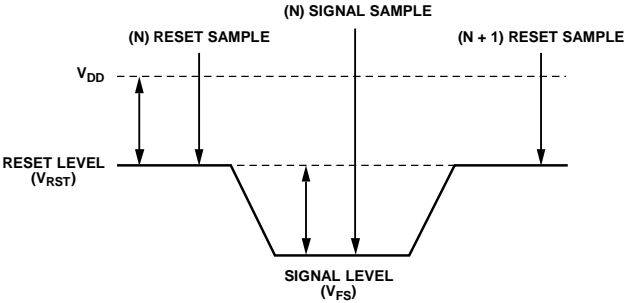 (N) SIGNAL SAMPLE
(N) RESET SAMPLE
(N + 1) RESET SAMPLE
VDD
RESET LEVEL
(VRST)
SIGNAL LEVEL
(VFS)